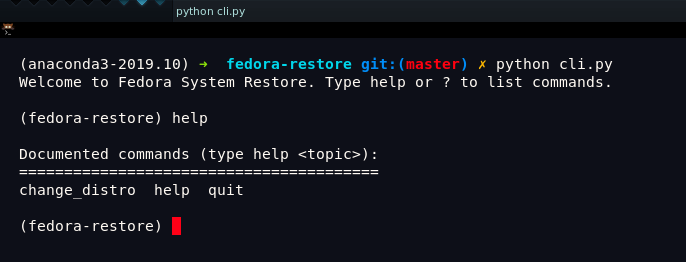 python cli.py
(anaconda3-2019.10) → fedora-restore git:(master) ✗ python cli.py
Welcome to Fedora System Restore. Type help or ? to list commands.
(fedora-restore) help
Documented commands (type help <topic>):
========================================
change_distro  help  quit
(fedora-restore)